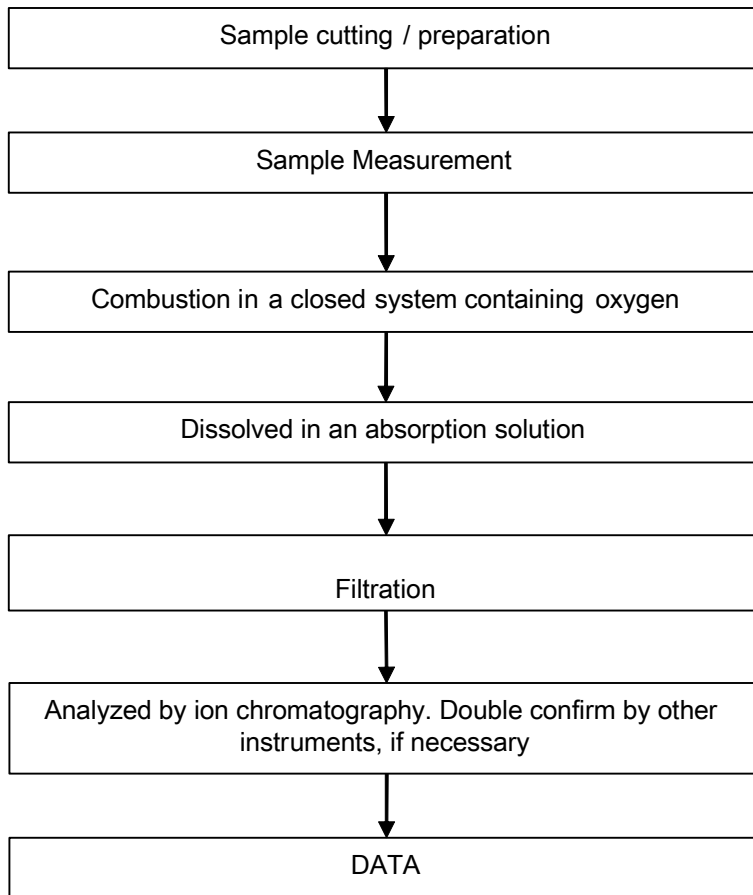 Sample cutting / preparation
Sample Measurement
Combustion in a closed system containing oxygen
Dissolved in an absorption solution
Filtration
Analyzed by ion chromatography. Double confirm by other
instruments, if necessary
DATA